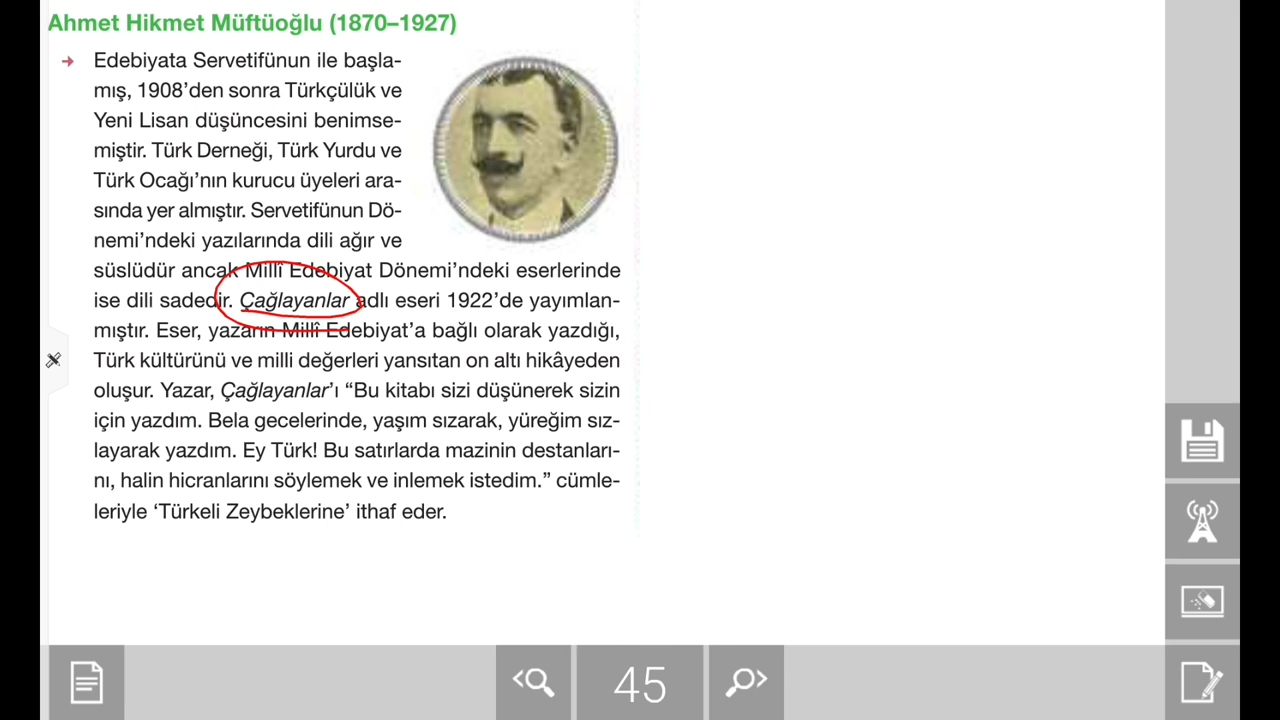 Ahmet Hikmet Müftüoğlu (1870–1927)
→ Edebiyata Servetifünun ile başla-
mış, 1908’den sonra Türkçülük ve
Yeni Lisan düşüncesini benimse-
miştir. Türk Derneği, Türk Yurdu ve
Türk Ocağı’nın kurucu üyeleri ara-
sında yer almıştır. Servetifünun Dö-
nemi’ndeki yazılarında dili ağır ve
süslüdür ancak Millî Edebiyat Dönemi’ndeki eserlerinde
ise dili sadedir. Çağlayanlar adlı eseri 1922’de yayımlan-
mıştır. Eser, yazarın Millî Edebiyat’a bağlı olarak yazdığı,
Türk kültürünü ve milli değerleri yansıtan on altı hikâyeden
oluşur. Yazar, Çağlayanlar’ı “Bu kitabı sizi düşünerek sizin
için yazdım. Bela gecelerinde, yaşım sızarak, yüreğim sız-
layarak yazdım. Ey Türk! Bu satırlarda mazinin destanları-
nı, halin hicranlarını söylemek ve inlemek istedim.” cümle-
leriyle ‘Türkeli Zeybeklerine’ ithaf eder.
45